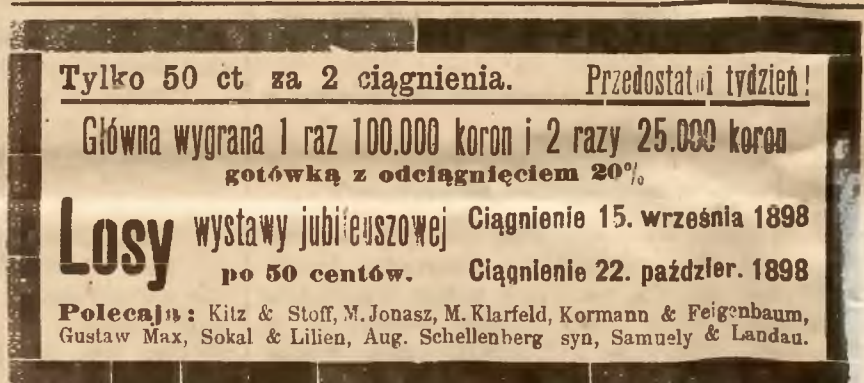 Tylko 50 ct za 2 ciągnienia. Przedostatni tydzień!
Główna wygrana 1 raz 100.000 koron i 2 razy 25.000 koron
gotówką z odciągnięciem 20%
Losy wystawy jubileuszowej Ciągnienie 15. września 1898
po 50 centów. Ciągnienie 22. paździer. 1898
Polecają: Kitz & Stoff, M. Jonasz, M. Klarfeld, Kormann & Feigenbaum,
Gustaw Max, Sokal & Lilien, Aug. Schellenberg syn, Samuely & Landau.